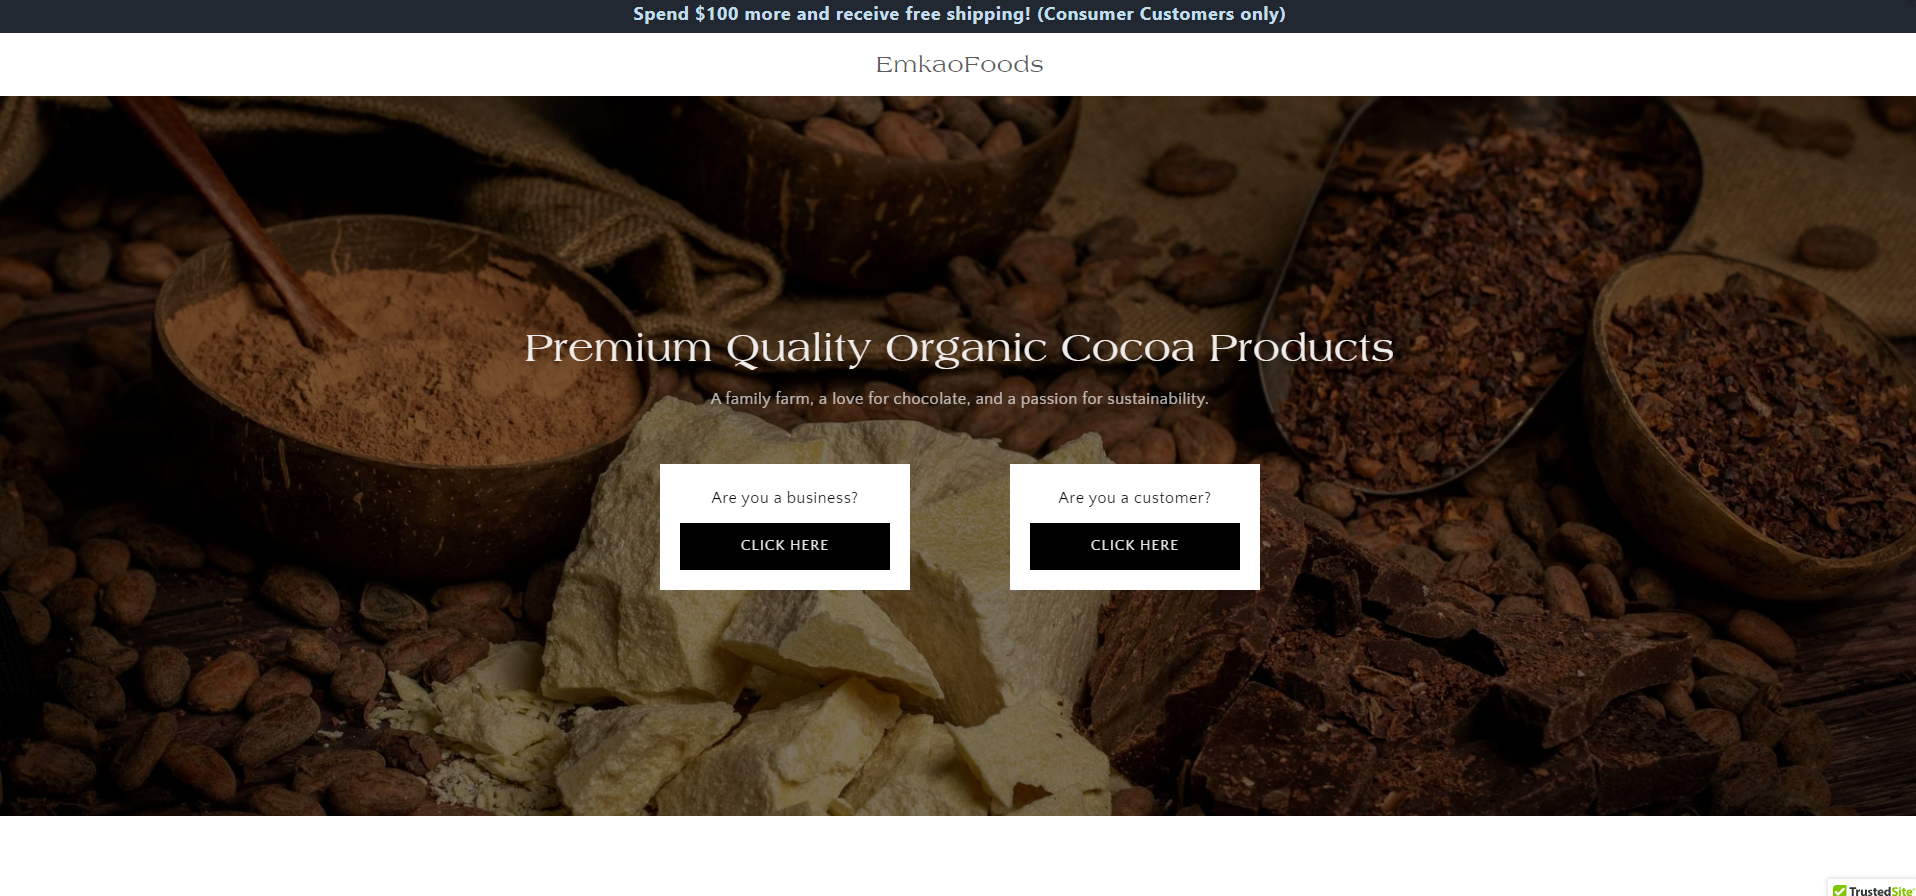 Spend $100 more and receive free shipping! (Consumer Customers only)
EmkaoFoods
Premium Quality Organic Cocoa Products
A family farm, a love for chocolate, and a passion for sustainability.
Are you a business?
CLICK HERE
Are you a customer?
CLICK HERE
TrustedSite